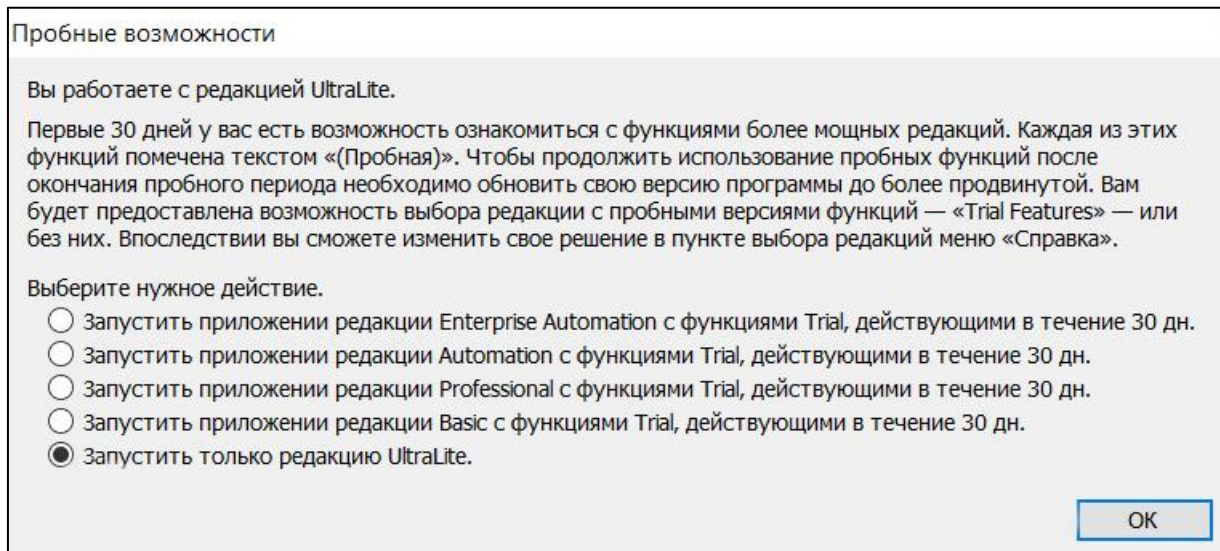 Пробные возможности
Вы работаете с редакцией UltraLite.
Первые 30 дней у вас есть возможность ознакомиться с функциями более мощных редакций. Каждая из этих
функций помечена текстом «(Пробная)». Чтобы продолжить использование пробных функций после
окончания пробного периода необходимо обновить свою версию программы до более продвинутой. Вам
будет предоставлена возможность выбора редакции с пробными версиями функций — «Trial Features» — или
без них. Впоследствии вы сможете изменить свое решение в пункте выбора редакций меню «Справка».
Выберите нужное действие.
Запустить приложении редакции Enterprise Automation с функциями Trial, действующими в течение 30 дн.
Запустить приложении редакции Automation с функциями Trial, действующими в течение 30 дн.
Запустить приложении редакции Professional с функциями Trial, действующими в течение 30 дн.
Запустить приложении редакции Basic с функциями Trial, действующими в течение 30 дн.
Запустить только редакцию UltraLite.
ОК